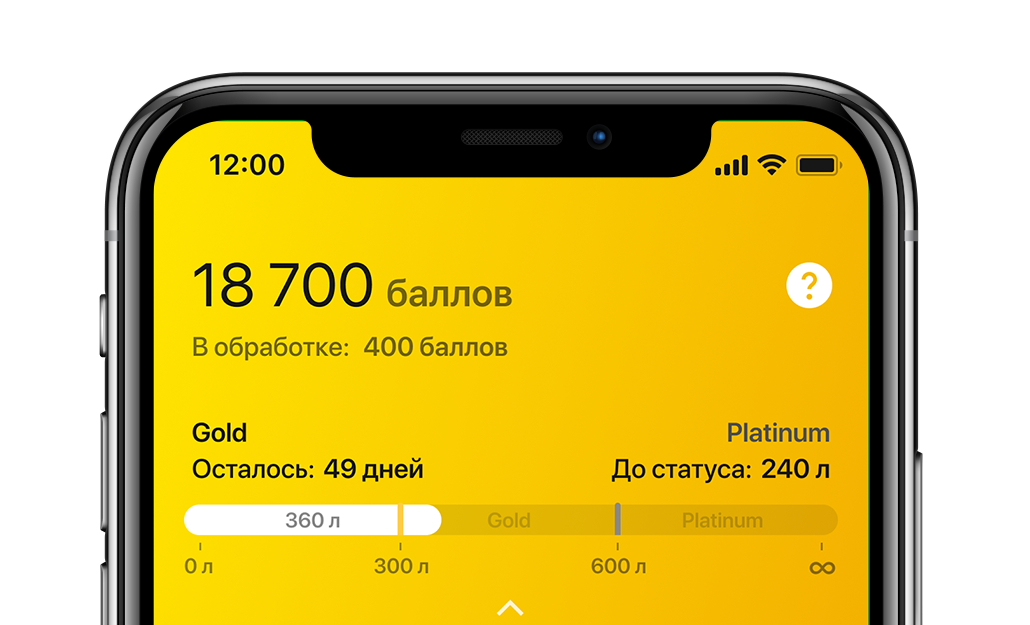 12:00
18 700 баллов
?
В обработке: 400 баллов
Gold Platinum
Осталось: 49 дней До статуса: 240 л
360 л Gold Platinum
0 л 300 л 600 л ∞